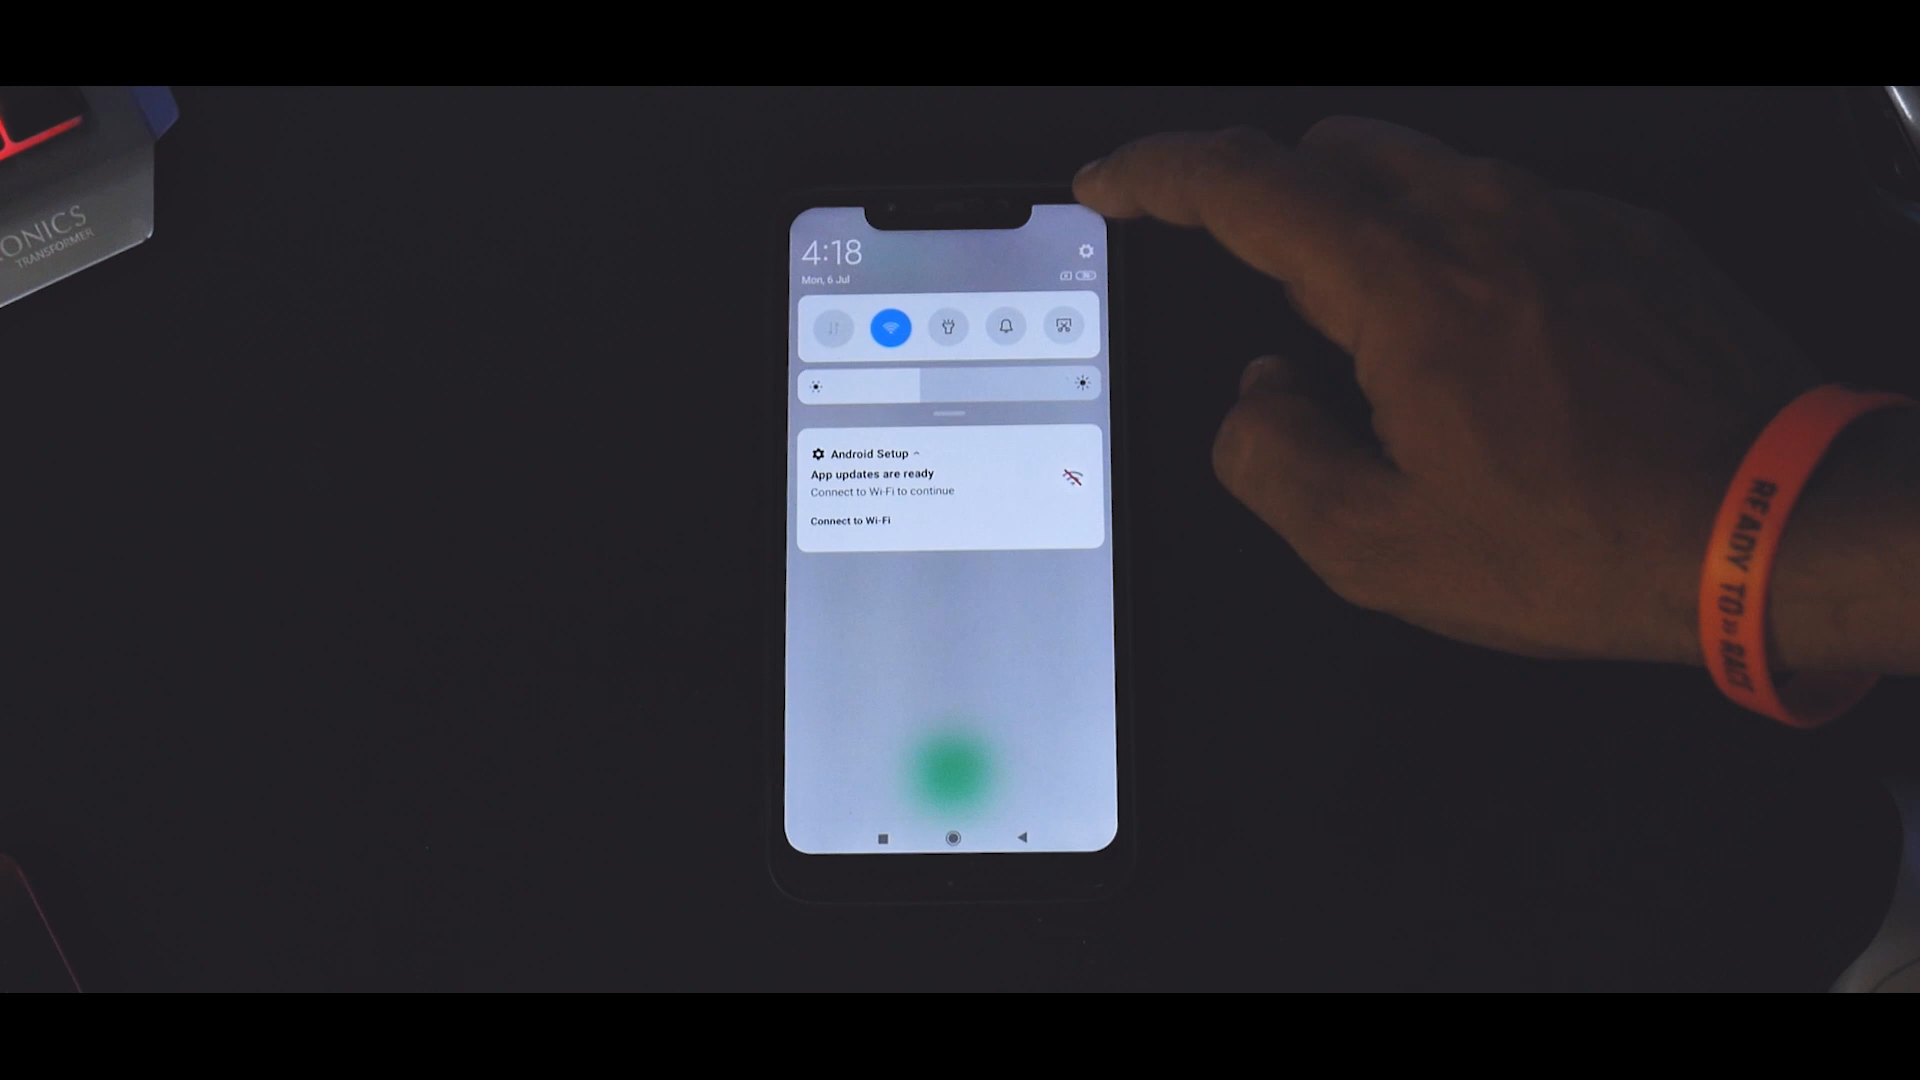 ONICS
TRANSFORMER
4:18
Mon, 6 Jul
Android Setup
App updates are ready
Connect to Wi-Fi to continue
Connect to Wi-Fi
READY TO» RACE